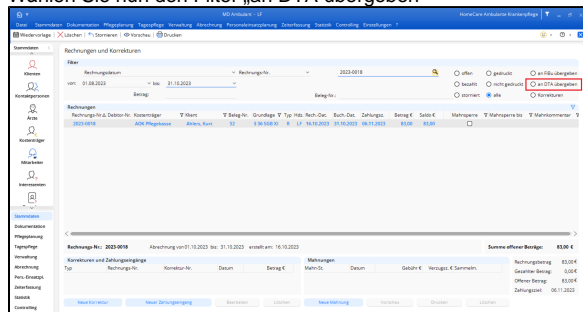 Wählen Sie nun den Filter „an DTA übergeben“
MD Ambulant - LF
HomeCare Ambulante Krankenpflege
Datei Stammdaten Dokumentation Pflegeplanung Tagespflege Verwaltung Abrechnung Personaleinsatzplanung Zeiterfassung Statistik Controlling Einstellungen ?
Wiedervorlage Löschen Stornieren Vorschau Drucken
Stammdaten
Klienten
Kontaktpersonen
Ärzte
Kostenträger
Mitarbeiter
Interessenten
Stammdaten
Dokumentation
Pflegeplanung
Tagespflege
Verwaltung
Abrechnung
Pers.-Einsatzpl.
Zeiterfassung
Statistik
Controlling
Rechnungen und Korrekturen
Filter
Rechnungsdatum Rechnungs-Nr. 2023-0018
von: 01.08.2023 bis: 31.10.2023
Betrag: Beleg-Nr.:
offen gedruckt an FiBu übergeben
bezahlt nicht gedruckt an DTA übergeben
storniert alle Korrekturen
Rechnungen
Rechnungs-Nr. Debitor-Nr. Kostenträger Klient Beleg-Nr. Grundlage Typ Hdz. Rech.-Dat. Buch.-Dat. Zahlungsz. Betrag € Saldo € Mahnsperre Mahnsperre bis Mahnkommentar
2023-0018 AOK Pflegekasse Ahlers, Kurt 52 § 36 SGB XI R LF 16.10.2023 31.10.2023 06.11.2023 83,00 83,00
Rechnungs-Nr.: 2023-0018 Abrechnung von 01.10.2023 bis: 31.10.2023 erstellt am: 16.10.2023 Summe offener Beträge: 83,00 €
Korrekturen und Zahlungseingänge
Typ Rechnungs-Nr. Korrektur-Nr. Datum Betrag €
Mahnungen
Mahn-St. Datum Gebühr € Verzugsz. € Sammelm.
Rechnungsbetrag 83,00 €
Gezahlter Betrag: 0,00 €
Offener Betrag: 83,00 €
Zahlungsziel: 06.11.2023
Neue Korrektur Neuer Zahlungseingang Bearbeiten Löschen Neue Mahnung Vorschau Drucken Löschen